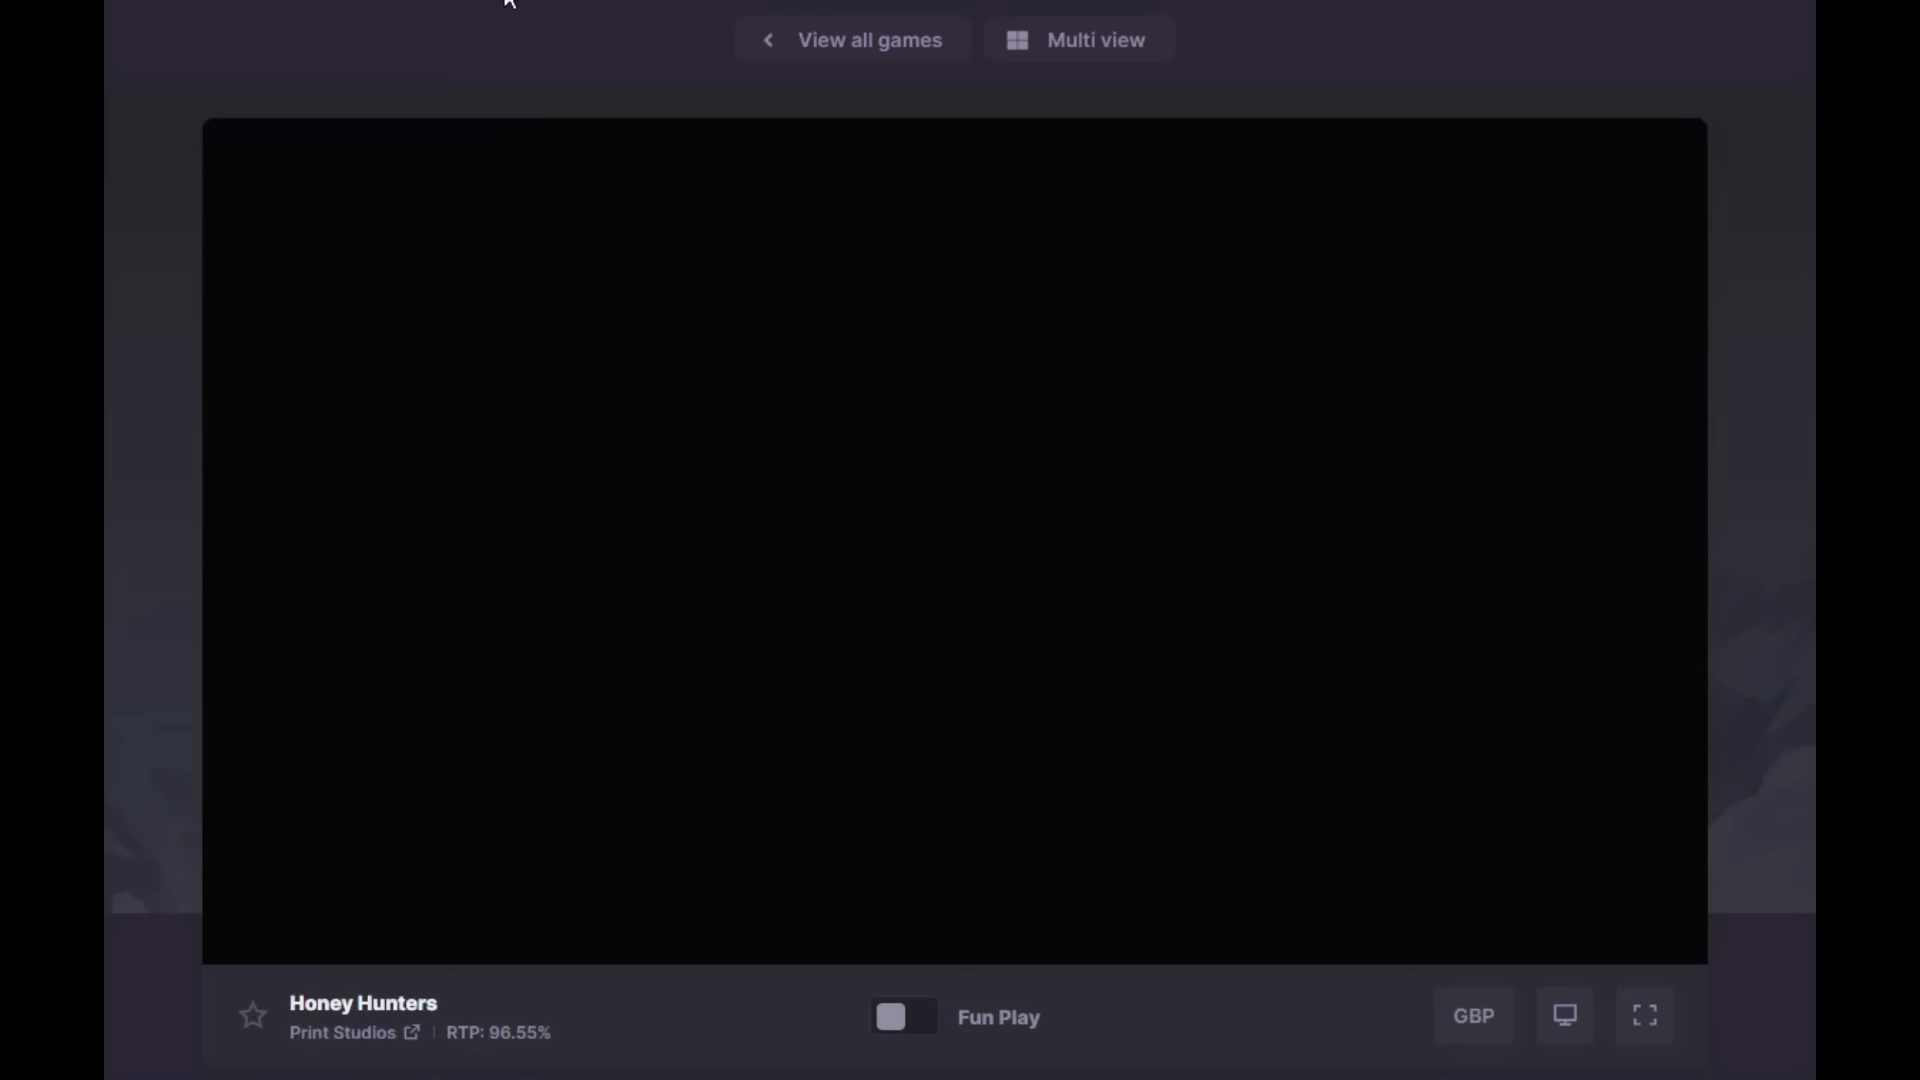 View all games
Multi view
Honey Hunters
Print Studios
RTP: 96.55%
Fun Play
GBP